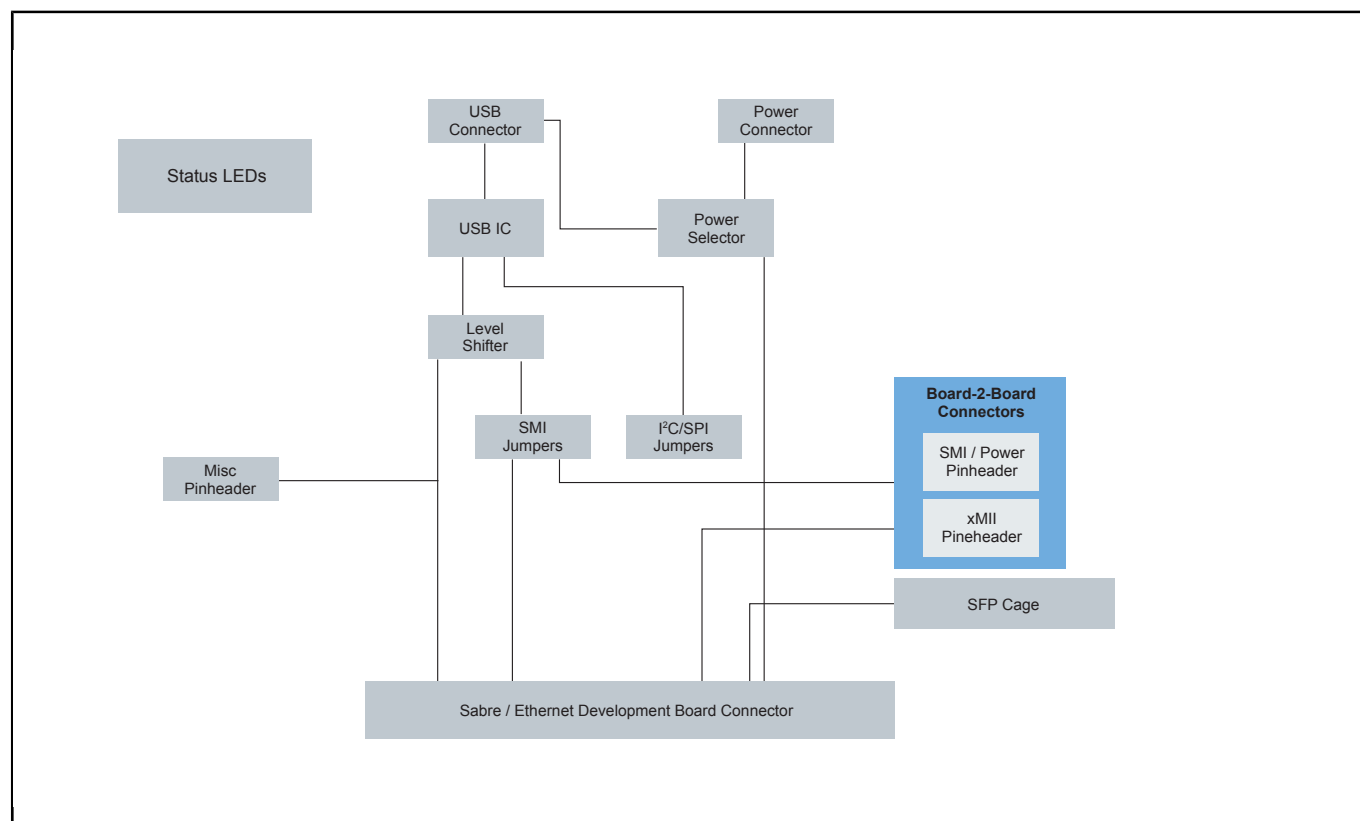 USB
Connector
Power
Connector
Status LEDs
USB IC
Power
Selector
Level
Shifter
Board-2-Board
Connectors
SMI
Jumpers
I²C/SPI
Jumpers
SMI / Power
Pinheader
Misc
Pinheader
xMII
Pineheader
SFP Cage
Sabre / Ethernet Development Board Connector